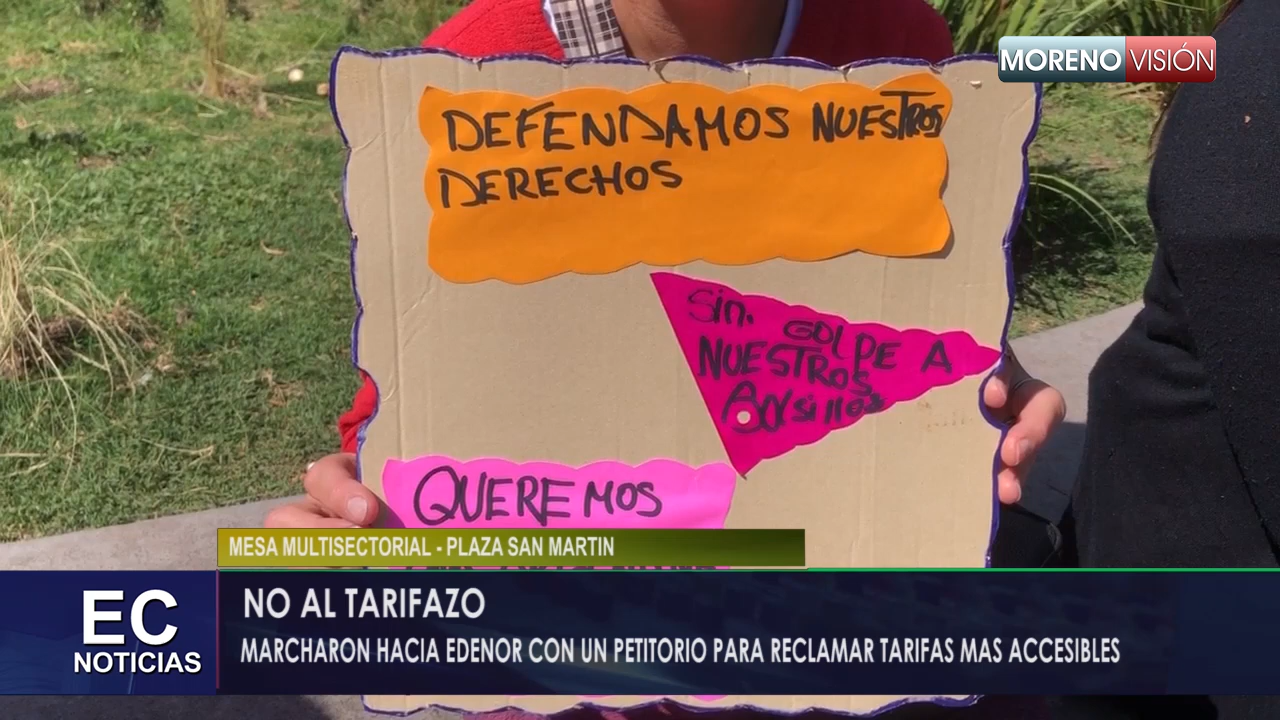 MORENO VISIÓN
DEFENDAMOS NUESTROS
DERECHOS
Sin. GOLPE A
NUESTROS
BOLsillos
QUEREMOS
MESA MULTISECTORIAL - PLAZA SAN MARTIN
EC
NOTICIAS
NO AL TARIFAZO
MARCHARON HACIA EDENOR CON UN PETITORIO PARA RECLAMAR TARIFAS MAS ACCESIBLES